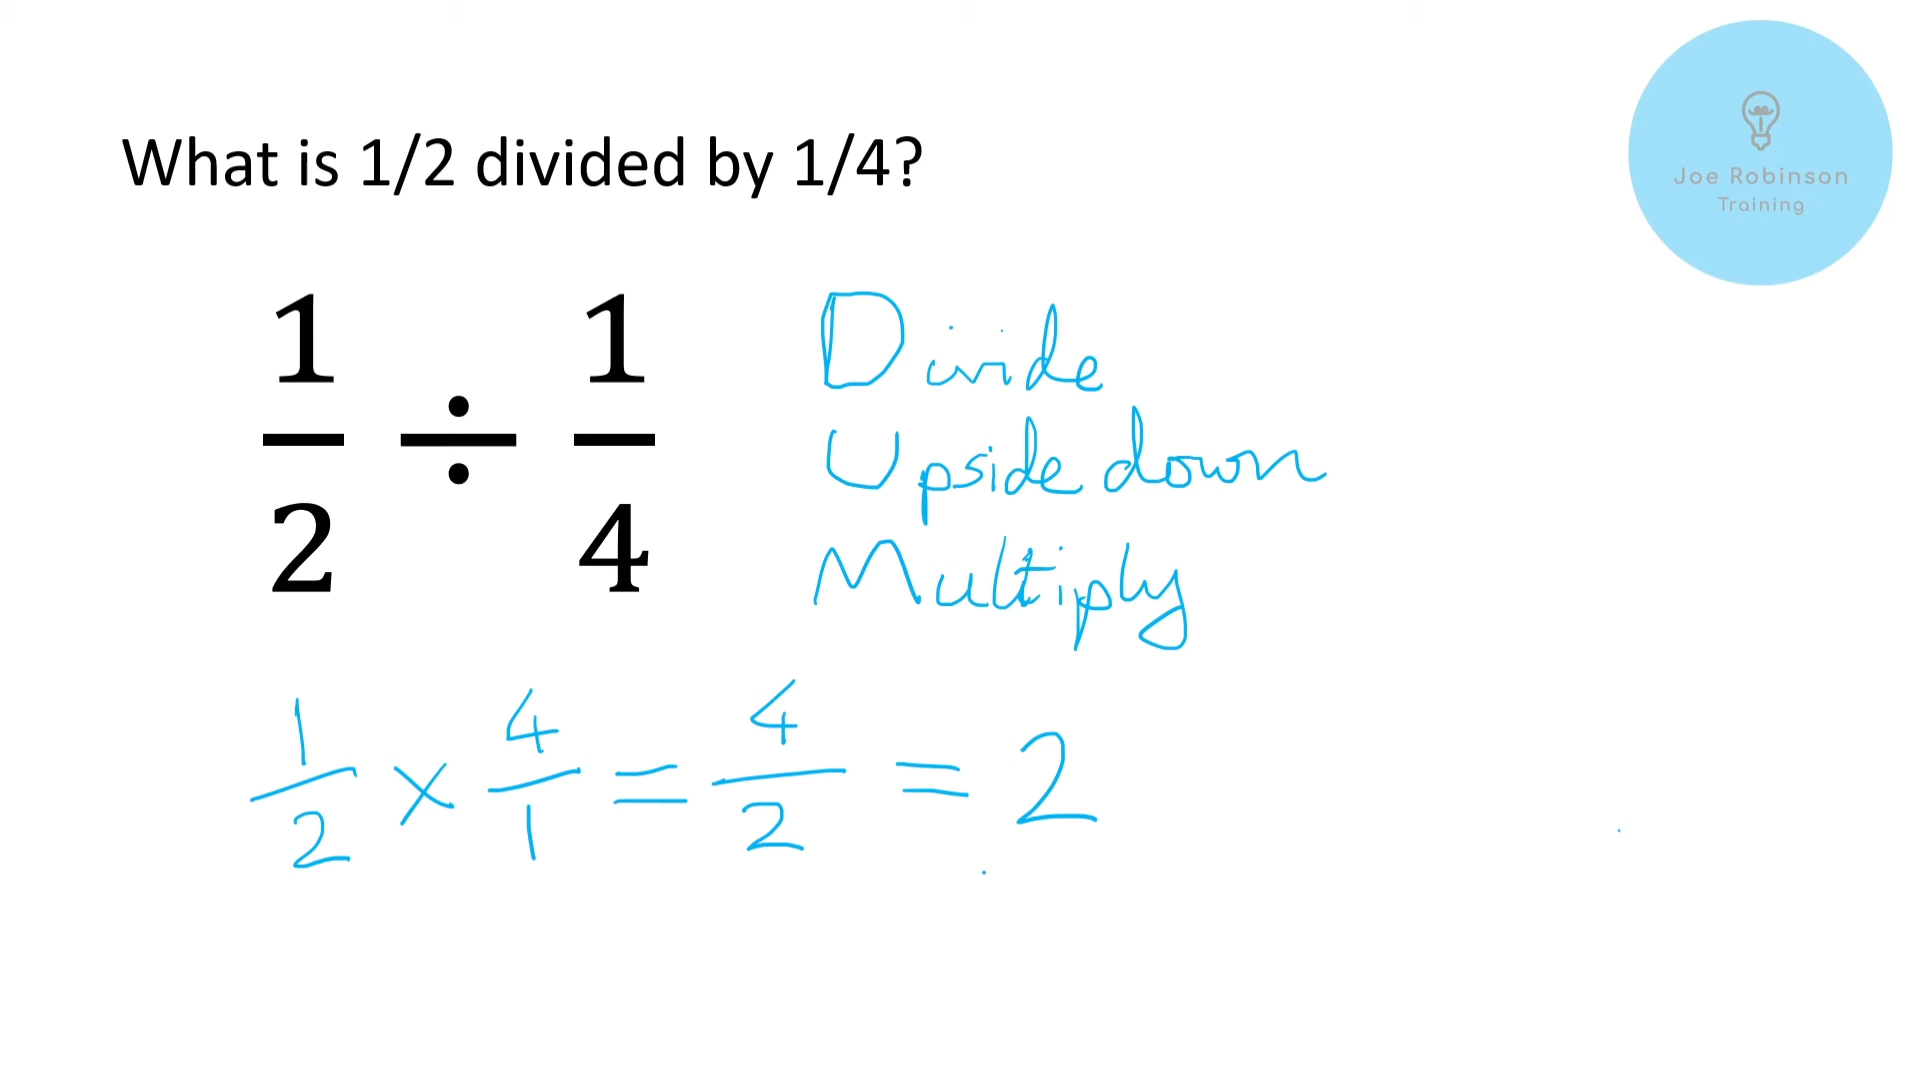 What is 1/2 divided by 1/4?
Joe Robinson
Training
1/2 ÷ 1/4
Divide
Upside down
Multiply
1/2 × 4/1 = 4/2 = 2